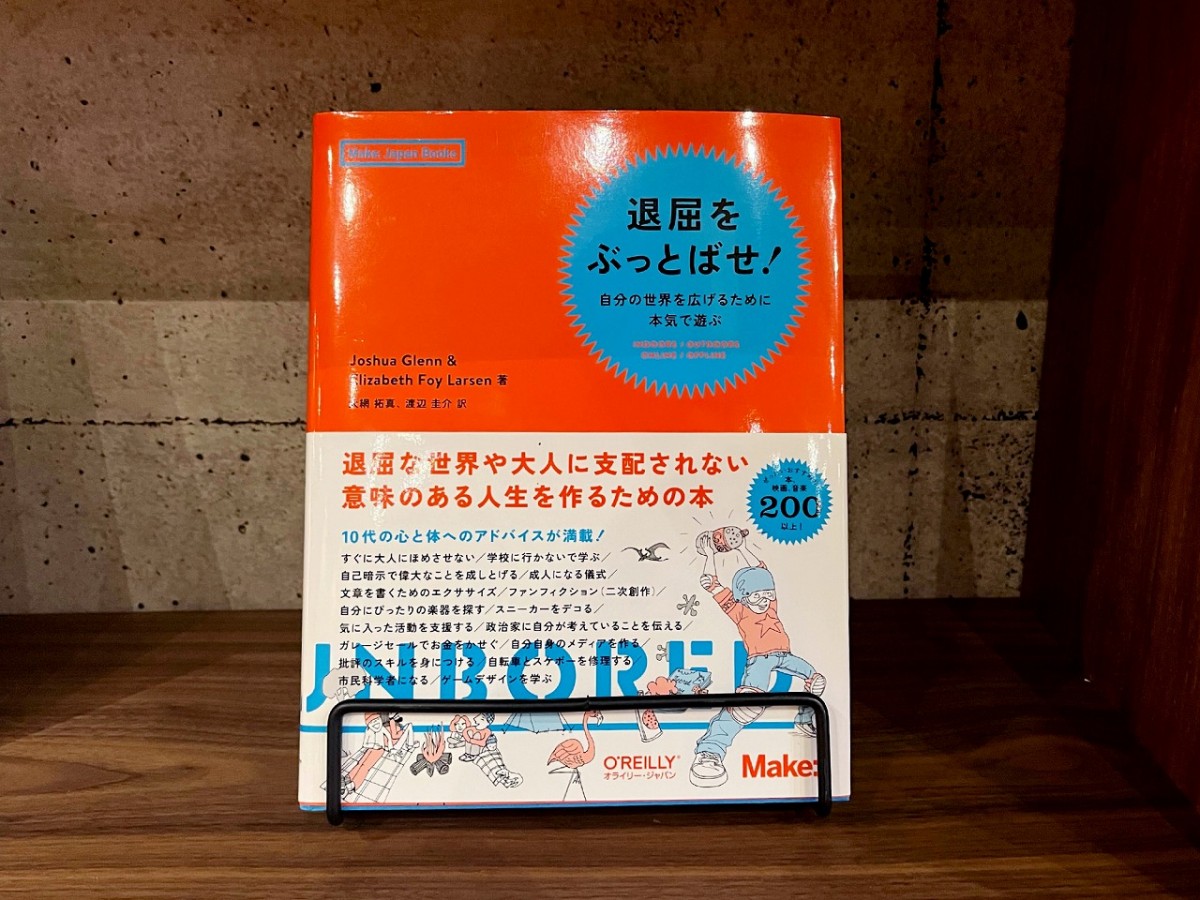 Make: Japan Books
退屈を
ぶっとばせ!
自分の世界を広げるために
本気で遊ぶ
Joshua Glenn &
Elizabeth Foy Larsen 著
大網 拓真、渡辺 圭介 訳
退屈な世界や大人に支配されない
意味のある人生を作るための本
本、
映画、音楽
200
以上!
10代の心と体へのアドバイスが満載!
すぐに大人にほめさせない/学校に行かないで学ぶ/
自己暗示で偉大なことを成しとげる/成人になる儀式/
文章を書くためのエクササイズ/ファンフィクション(二次創作)/
自分にぴったりの楽器を探す/スニーカーをデコる/
気に入った活動を支援する/政治家に自分が考えていることを伝える/
ガレージセールでお金をかせぐ/自分自身のメディアを作る/
批評のスキルを身につける/自転車とスケボーを修理する/
市民科学者になる/ゲームデザインを学ぶ
UNBORED
O'REILLY
オライリー・ジャパン
Make: